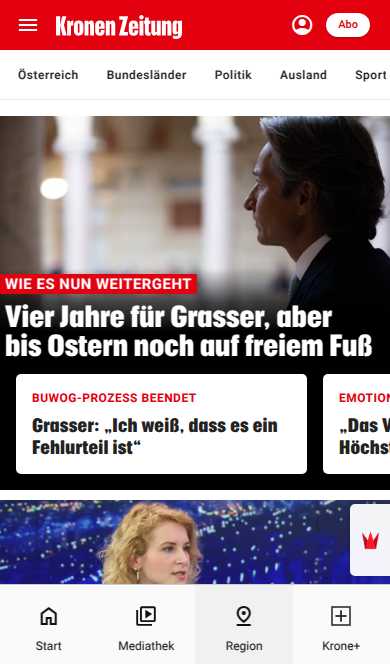 Kronen Zeitung
Abo
Österreich Bundesländer Politik Ausland Sport
WIE ES NUN WEITERGEHT
Vier Jahre für Grasser, aber
bis Ostern noch auf freiem Fuß
BUWOG-PROZESS BEENDET
Grasser: „Ich weiß, dass es ein
Fehlurteil ist“
EMOTION
„Das V
Höchst
Start Mediathek Region Krone+